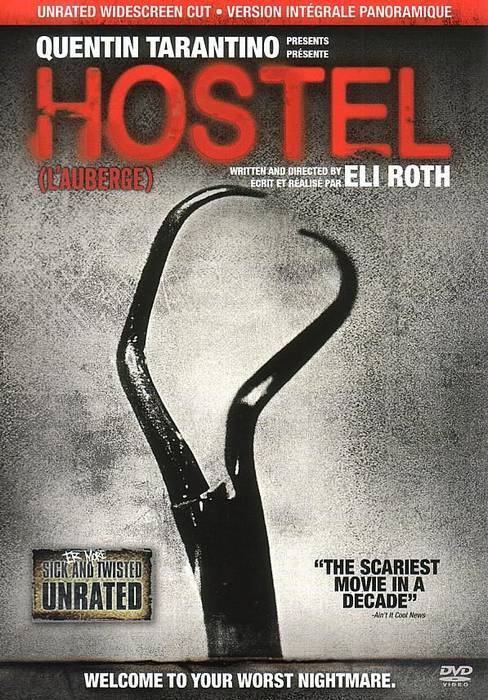 UNRATED WIDESCREEN CUT • VERSION INTÉGRALE PANORAMIQUE
QUENTIN TARANTINO PRESENTS
PRÉSENTE
HOSTEL
(L'AUBERGE)
WRITTEN AND DIRECTED BY
ÉCRIT ET RÉALISÉ PAR ELI ROTH
EVER MORE
SICK AND TWISTED
UNRATED
“THE SCARIEST
MOVIE IN A
DECADE”
-Ain't It Cool News
WELCOME TO YOUR WORST NIGHTMARE.
DVD
VIDEO